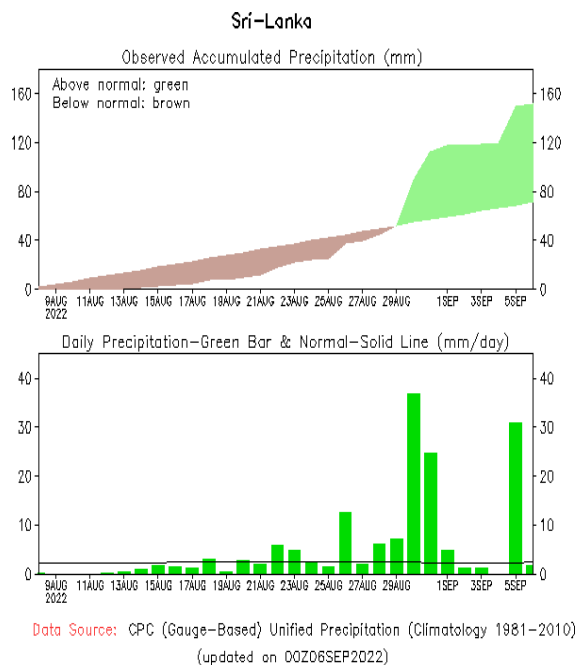 Sri-Lanka
Observed Accumulated Precipitation (mm)
Above normal: green
Below normal: brown
160 160
120 120
80 80
40 40
0 0
9AUG 11AUG 13AUG 15AUG 17AUG 19AUG 21AUG 23AUG 25AUG 27AUG 29AUG 1SEP 3SEP 5SEP
2022
Daily Precipitation-Green Bar & Normal-Solid Line (mm/day)
40 40
30 30
20 20
10 10
0 0
9AUG 11AUG 13AUG 15AUG 17AUG 19AUG 21AUG 23AUG 25AUG 27AUG 29AUG 1SEP 3SEP 5SEP
2022
Data Source: CPC (Gauge-Based) Unified Precipitation (Climatology 1981-2010)
(updated on 00Z06SEP2022)